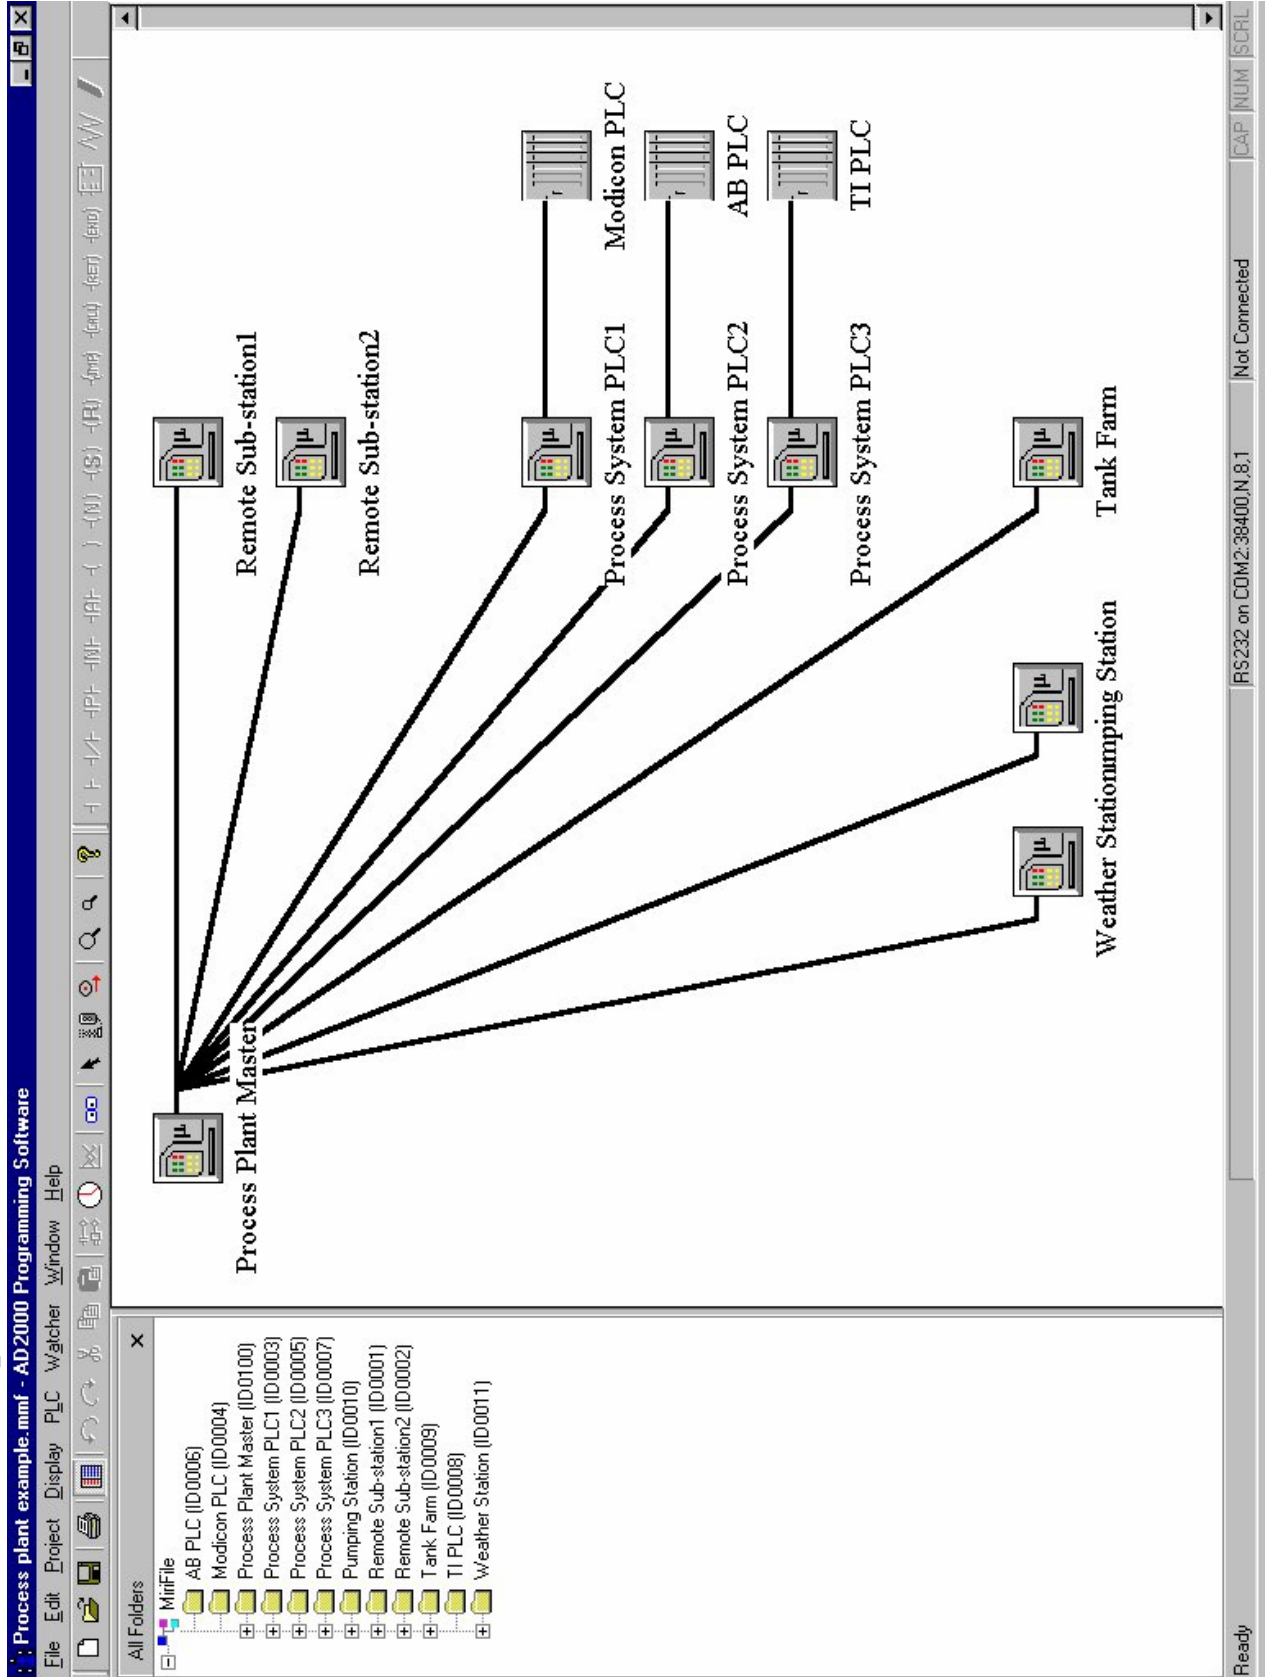 Process plant example.mmf - AD2000 Programming Software
File Edit Project Display PLC Watcher Window Help
-(N)- -(S)- -(R)- -(JMP) -(CALL) -(RET) -(END)
All Folders
MiriFile
AB PLC (ID0006)
Modicon PLC (ID0004)
Process Plant Master (ID0100)
Process System PLC1 (ID0003)
Process System PLC2 (ID0005)
Process System PLC3 (ID0007)
Pumping Station (ID0010)
Remote Sub-station1 (ID0001)
Remote Sub-station2 (ID0002)
Tank Farm (ID0009)
TI PLC (ID0008)
Weather Station (ID0011)
Process Plant Master
Remote Sub-station1
Remote Sub-station2
Process System PLC1
Modicon PLC
Process System PLC2
AB PLC
Process System PLC3
TI PLC
Weather Stationumping Station
Tank Farm
Ready
RS232 on COM2:38400,N,8,1
Not Connected
CAP NUM SCRL